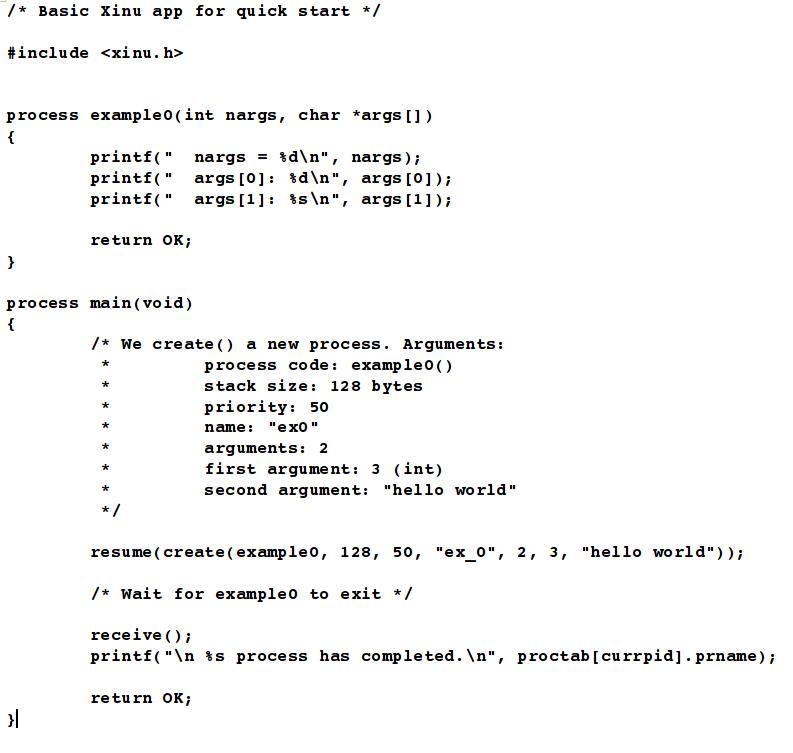 /* Basic Xinu app for quick start */
#include <xinu.h>
process example0(int nargs, char *args[])
{
printf("  nargs = %d\n", nargs);
printf("  args[0]: %d\n", args[0]);
printf("  args[1]: %s\n", args[1]);
return OK;
}
process main(void)
{
/* We create() a new process. Arguments:
*         process code: example0()
*         stack size: 128 bytes
*         priority: 50
*         name: "ex0"
*         arguments: 2
*         first argument: 3 (int)
*         second argument: "hello world"
*/
resume(create(example0, 128, 50, "ex_0", 2, 3, "hello world"));
/* Wait for example0 to exit */
receive();
printf("\n %s process has completed.\n", proctab[currpid].prname);
return OK;
}